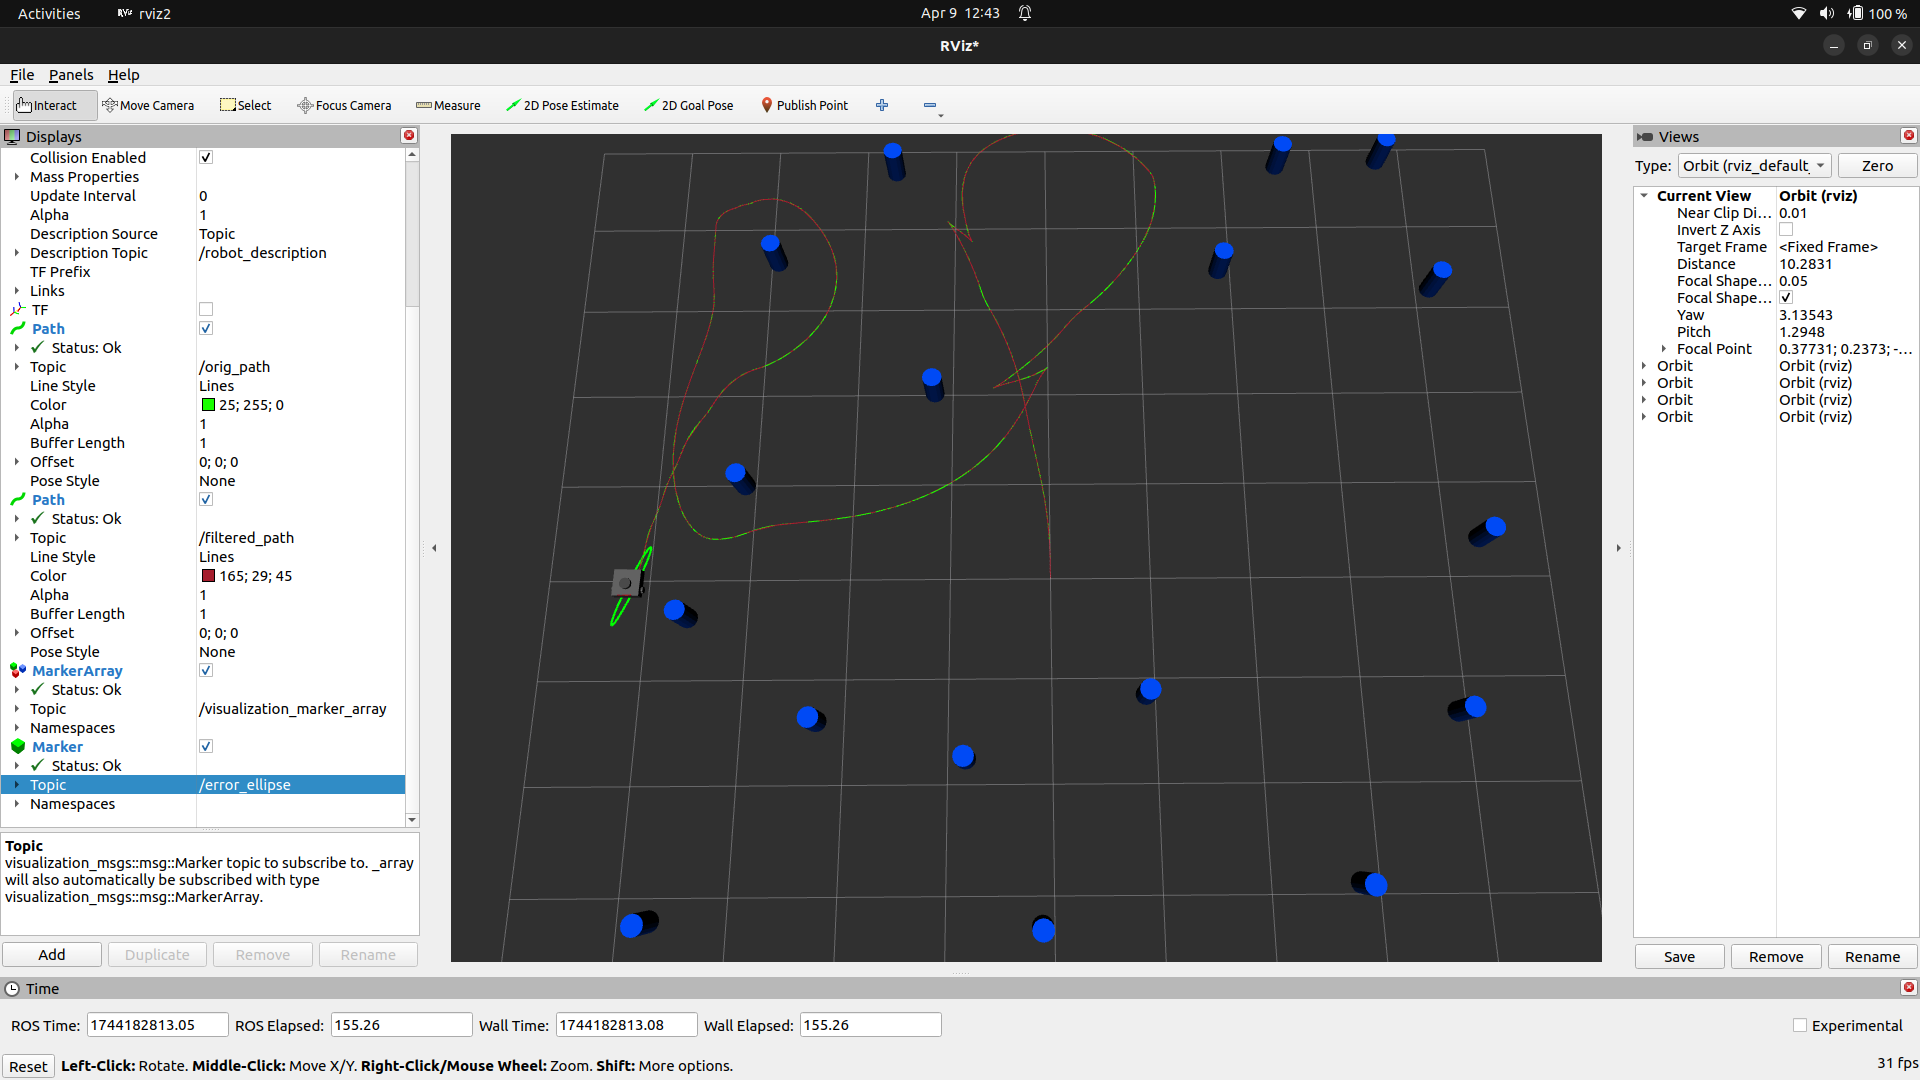 Activities rviz2 Apr 9 12:43 100 %
RViz*
File Panels Help
Interact Move Camera Select Focus Camera Measure 2D Pose Estimate 2D Goal Pose Publish Point
Displays
Collision Enabled
Mass Properties
Update Interval 0
Alpha 1
Description Source Topic
Description Topic /robot_description
TF Prefix
Links
TF
Path
Status: Ok
Topic /orig_path
Line Style Lines
Color 25; 255; 0
Alpha 1
Buffer Length 1
Offset 0; 0; 0
Pose Style None
Path
Status: Ok
Topic /filtered_path
Line Style Lines
Color 165; 29; 45
Alpha 1
Buffer Length 1
Offset 0; 0; 0
Pose Style None
MarkerArray
Status: Ok
Topic /visualization_marker_array
Namespaces
Marker
Status: Ok
Topic /error_ellipse
Namespaces
Topic
visualization_msgs::msg::Marker topic to subscribe to. _array
will also automatically be subscribed with type
visualization_msgs::msg::MarkerArray.
Add Duplicate Remove Rename
Views
Type: Orbit (rviz_default Zero
Current View Orbit (rviz)
Near Clip Di... 0.01
Invert Z Axis
Target Frame <Fixed Frame>
Distance 10.2831
Focal Shape... 0.05
Focal Shape...
Yaw 3.13543
Pitch 1.2948
Focal Point 0.37731; 0.2373; -...
Orbit Orbit (rviz)
Orbit Orbit (rviz)
Orbit Orbit (rviz)
Orbit Orbit (rviz)
Save Remove Rename
Time
ROS Time: 1744182813.05 ROS Elapsed: 155.26 Wall Time: 1744182813.08 Wall Elapsed: 155.26 Experimental
Reset Left-Click: Rotate. Middle-Click: Move X/Y. Right-Click/Mouse Wheel: Zoom. Shift: More options. 31 fps